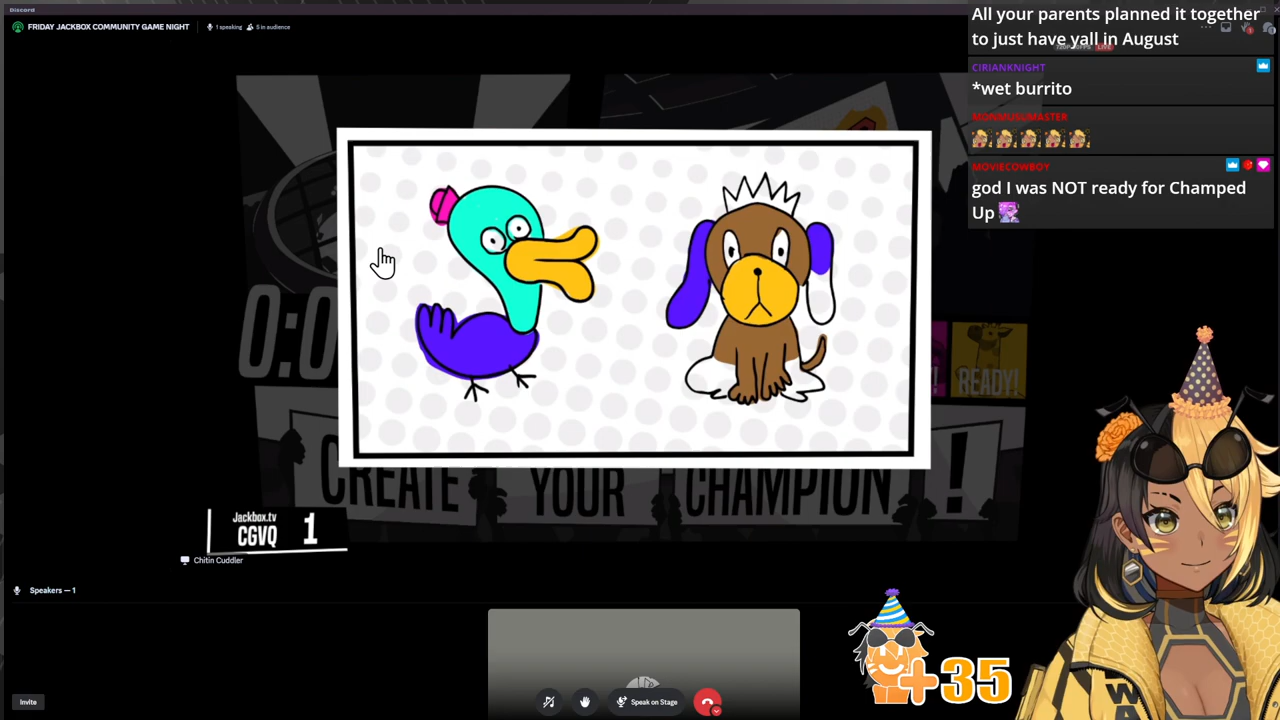 Discord
FRIDAY JACKBOX COMMUNITY GAME NIGHT
1 speaking
5 in audience
All your parents planned it together
to just have yall in August
LIVE
CIRIANKNIGHT
*wet burrito
MONMUSUMASTER
MOVIECOWBOY
god I was NOT ready for Champed
Up
0:0
READY!
CREATE YOUR CHAMPION!
Jackbox.tv
CGVQ
1
Chitin Cuddler
Speakers — 1
+35
Invite
Speak on Stage